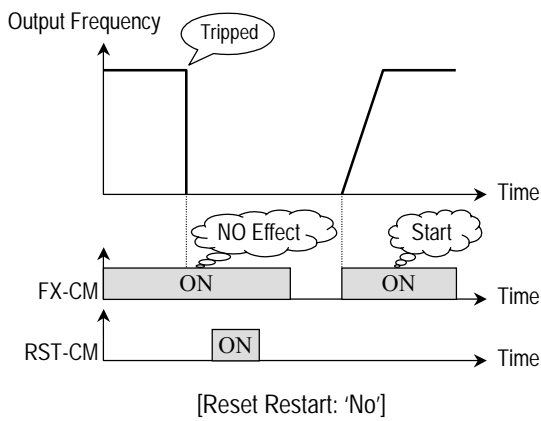 Output Frequency
Tripped
Time
NO Effect
Start
FX-CM
ON
ON
Time
RST-CM
ON
Time
[Reset Restart: ‘No’]